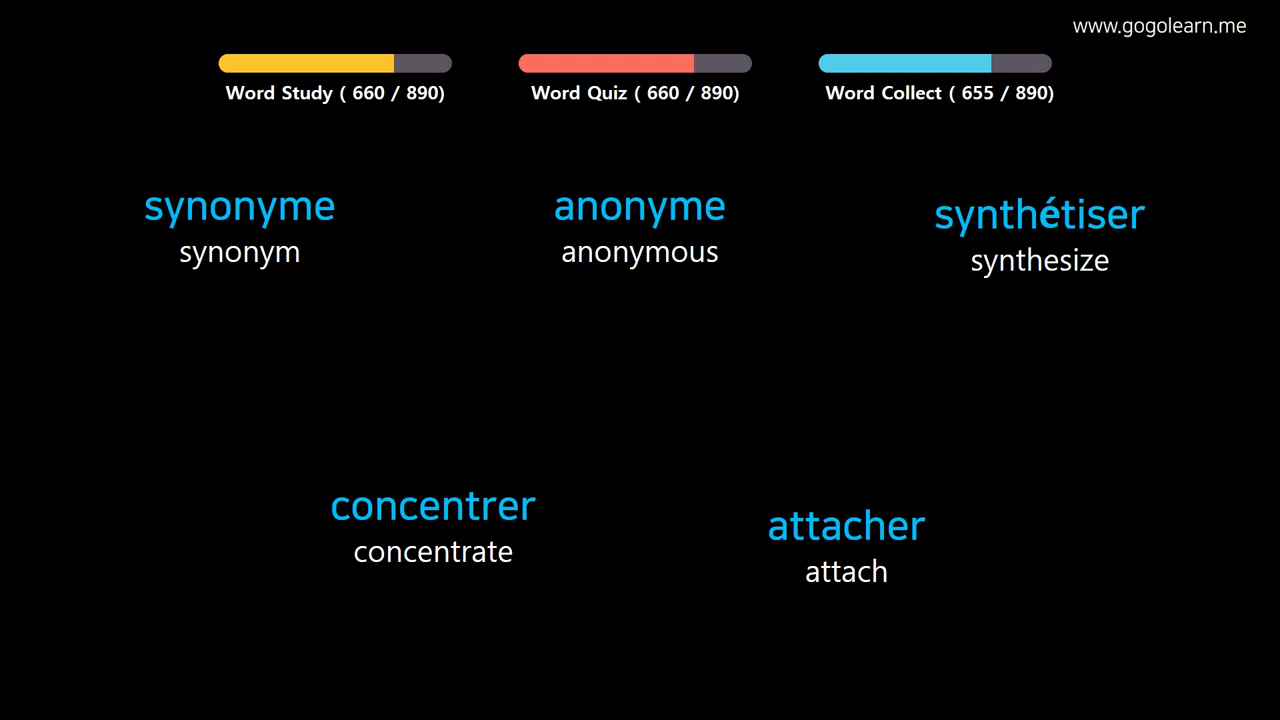 www.gogolearn.me
Word Study ( 660 / 890)
Word Quiz ( 660 / 890)
Word Collect ( 655 / 890)
synonyme
synonym
anonyme
anonymous
synthétiser
synthesize
concentrer
concentrate
attacher
attach